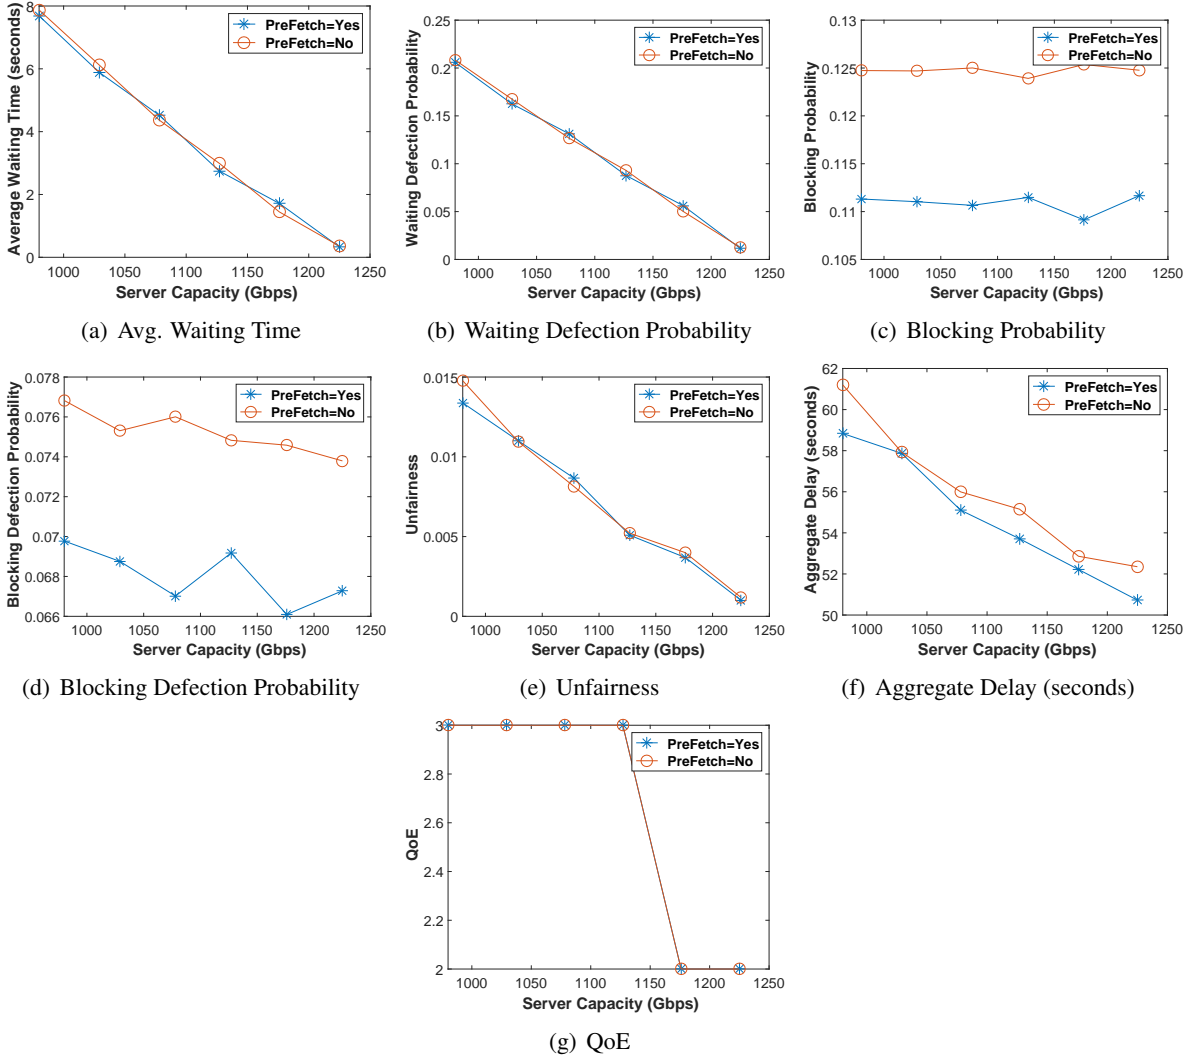 8
6
4
2
0
Average Waiting Time (seconds)
PreFetch=Yes
PreFetch=No
1000 1050 1100 1150 1200 1250
Server Capacity (Gbps)
(a) Avg. Waiting Time
0.25
0.2
0.15
0.1
0.05
0
Waiting Defection Probability
PreFetch=Yes
PreFetch=No
1000 1050 1100 1150 1200 1250
Server Capacity (Gbps)
(b) Waiting Defection Probability
0.13
0.125
0.12
0.115
0.11
0.105
Blocking Probability
PreFetch=Yes
PreFetch=No
1000 1050 1100 1150 1200 1250
Server Capacity (Gbps)
(c) Blocking Probability
0.078
0.076
0.074
0.072
0.07
0.068
0.066
Blocking Defection Probability
PreFetch=Yes
PreFetch=No
1000 1050 1100 1150 1200 1250
Server Capacity (Gbps)
(d) Blocking Defection Probability
0.015
0.01
0.005
0
Unfairness
PreFetch=Yes
PreFetch=No
1000 1050 1100 1150 1200 1250
Server Capacity (Gbps)
(e) Unfairness
62
60
58
56
54
52
50
Aggregate Delay (seconds)
PreFetch=Yes
PreFetch=No
1000 1050 1100 1150 1200 1250
Server Capacity (Gbps)
(f) Aggregate Delay (seconds)
3
2.8
2.6
2.4
2.2
2
QoE
PreFetch=Yes
PreFetch=No
1000 1050 1100 1150 1200 1250
Server Capacity (Gbps)
(g) QoE